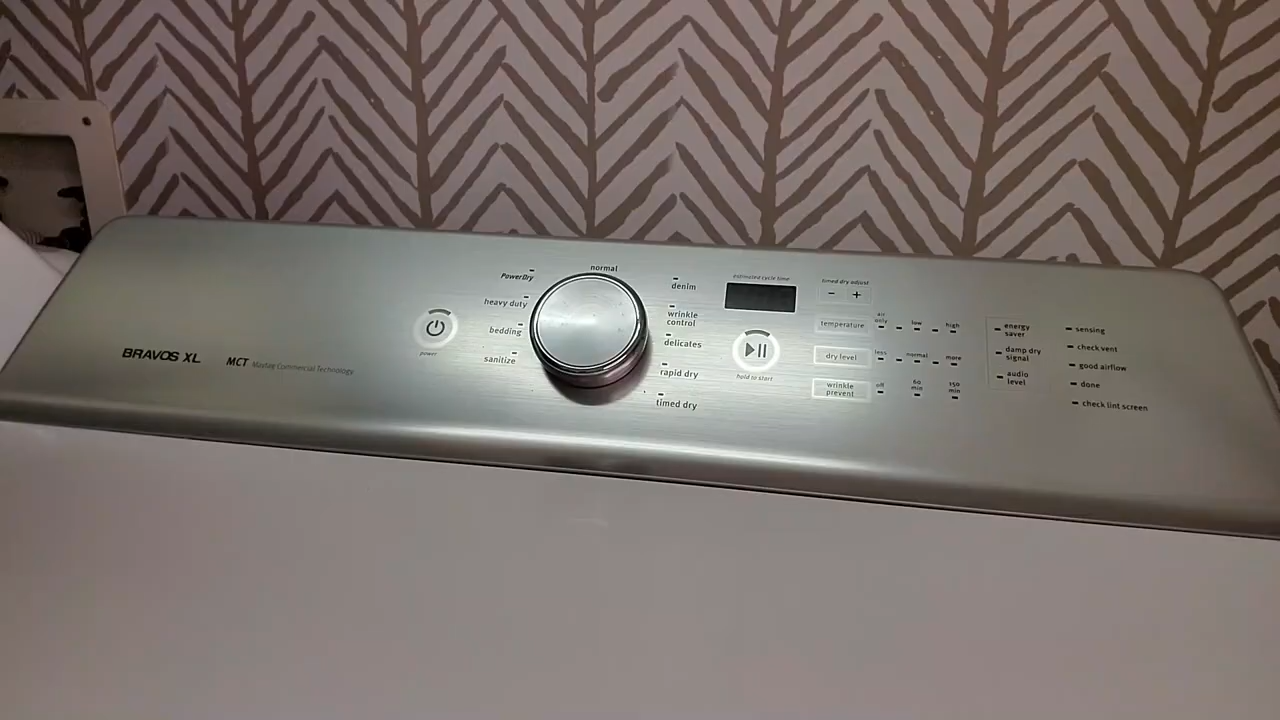 BRAVOS XL
MCT Maytag Commercial Technology
power
PowerDry
heavy duty
bedding
sanitize
normal
denim
wrinkle
control
delicates
rapid dry
timed dry
estimated cycle time
hold to start
timed dry adjust
- +
temperature
air
only
low
high
dry level
less
normal
more
wrinkle
prevent
off
60
min
150
min
energy
saver
damp dry
signal
audio
level
sensing
check vent
good airflow
done
check lint screen